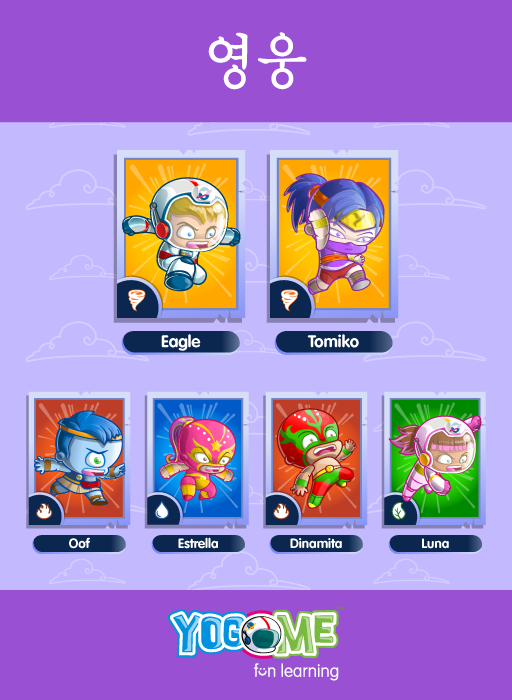 영웅
Eagle
Tomiko
Oof
Estrella
Dinamita
Luna
YOGOME
fun learning